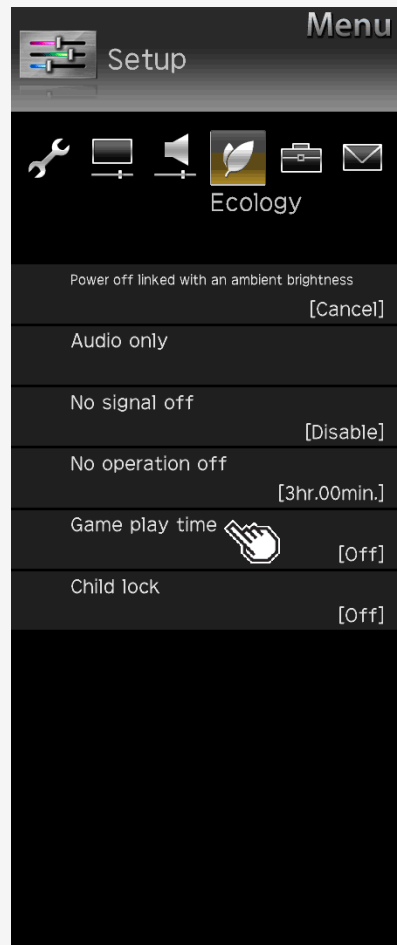 Menu
Setup
Ecology
Power off linked with an ambient brightness
[Cancel]
Audio only
No signal off
[Disable]
No operation off
[3hr.00min.]
Game play time
[Off]
Child lock
[Off]